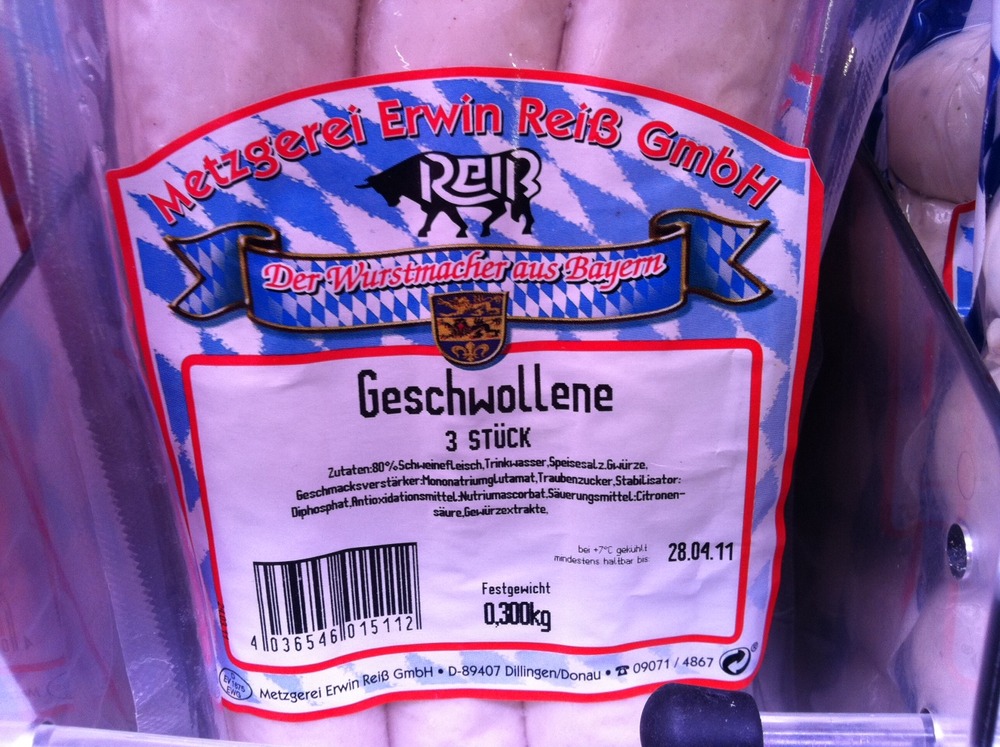 Metzgerei Erwin Reiß GmbH
REIß
Der Wurstmacher aus Bayern
Geschwollene
3 STÜCK
Zutaten:80%Schweinefleisch,Trinkwasser,Speisesalz,Gewürze,
Geschmacksverstärker:Mononatriumglutamat,Traubenzucker,Stabilisator:
Diphosphat,Antioxidationsmittel:Nutriumascorbat,Säuerungsmittel:Citronen-
säure,Gewürzextrakte,
bei +7°C gekühlt
mindestens haltbar bis: 28.04.11
Festgewicht
0,300kg
4 036546 015112
Metzgerei Erwin Reiß GmbH • D-89407 Dillingen/Donau • ☎ 09071 / 4867